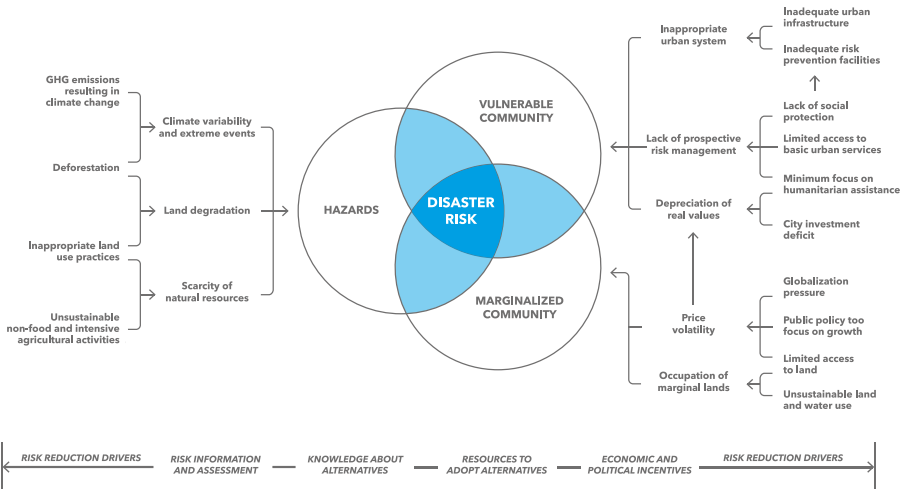 GHG emissions
resulting in
climate change
Deforestation
Inappropriate land
use practices
Unsustainable
non-food and intensive
agricultural activities
Climate variability
and extreme events
Land degradation
Scarcity of
natural resources
HAZARDS
VULNERABLE
COMMUNITY
DISASTER
RISK
MARGINALIZED
COMMUNITY
Inappropriate
urban system
Lack of prospective
risk management
Depreciation of
real values
Price
volatility
Occupation of
marginal lands
Inadequate urban
infrastructure
Inadequate risk
prevention facilities
Lack of social
protection
Limited access to
basic urban services
Minimum focus on
humanitarian assistance
City investment
deficit
Globalization
pressure
Public policy too
focus on growth
Limited access
to land
Unsustainable land
and water use
RISK REDUCTION DRIVERS
RISK INFORMATION
AND ASSESSMENT
KNOWLEDGE ABOUT
ALTERNATIVES
RESOURCES TO
ADOPT ALTERNATIVES
ECONOMIC AND
POLITICAL INCENTIVES
RISK REDUCTION DRIVERS